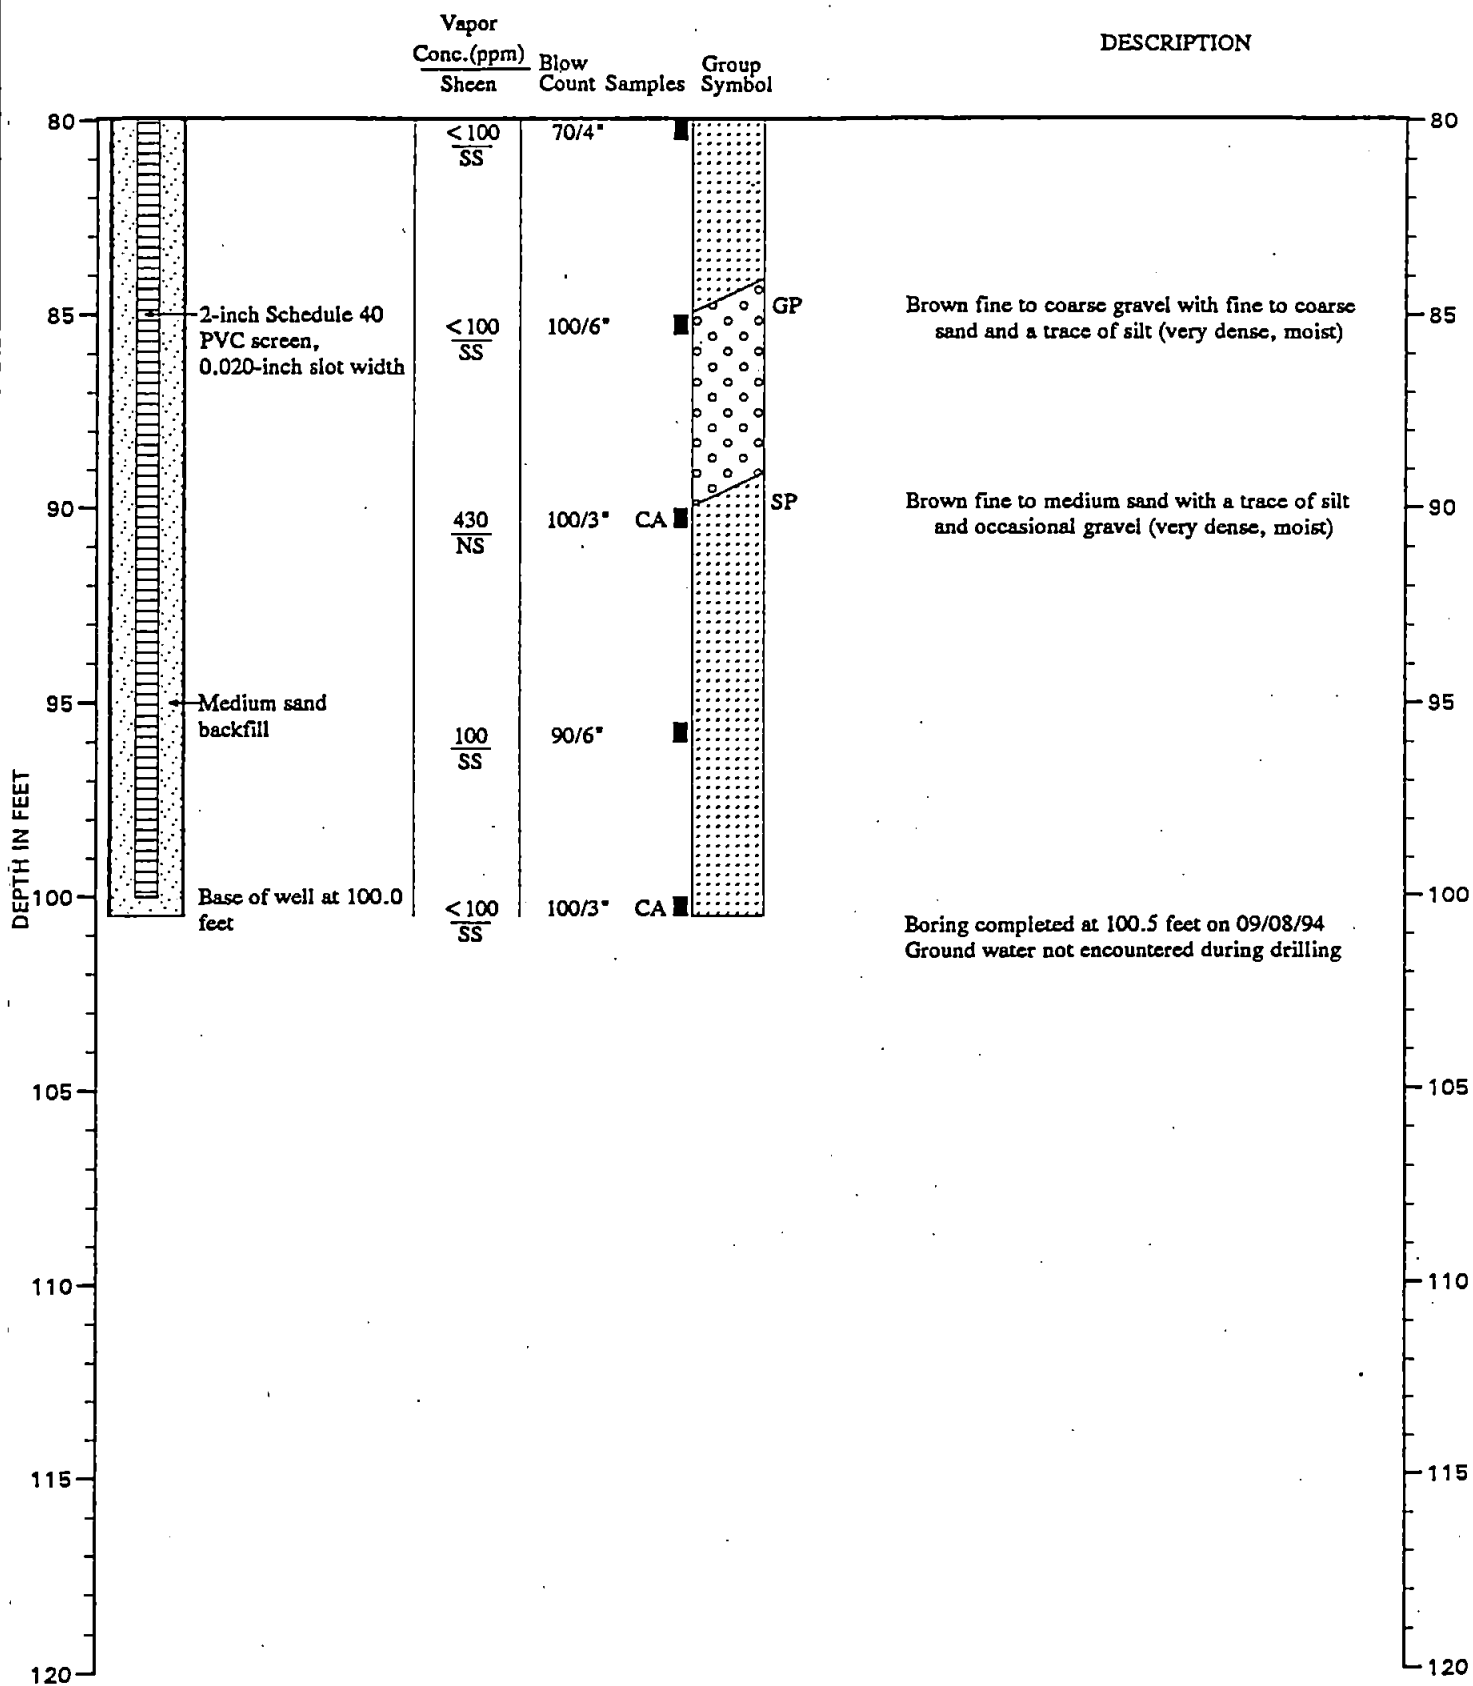 Vapor
Conc.(ppm)
Sheen
Blow
Count
Samples
Group
Symbol
DESCRIPTION
80
<100
SS
70/4"
80
2-inch Schedule 40
PVC screen,
0.020-inch slot width
85
<100
SS
100/6"
GP
Brown fine to coarse gravel with fine to coarse
sand and a trace of silt (very dense, moist)
85
90
430
NS
100/3"
CA
SP
Brown fine to medium sand with a trace of silt
and occasional gravel (very dense, moist)
90
95
Medium sand
backfill
100
SS
90/6"
95
DEPTH IN FEET
100
Base of well at 100.0
feet
<100
SS
100/3"
CA
100
Boring completed at 100.5 feet on 09/08/94
Ground water not encountered during drilling
105
105
110
110
115
115
120
120